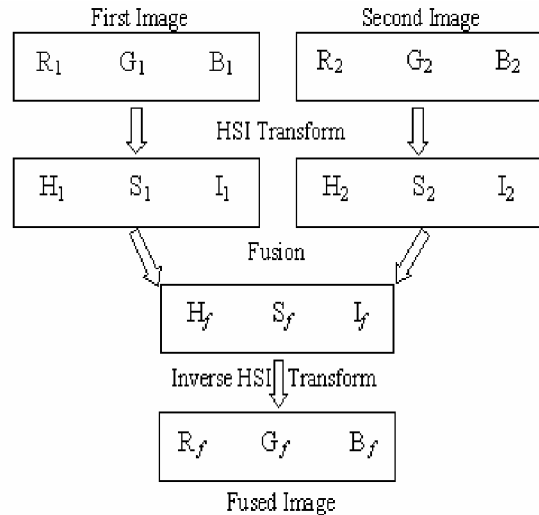 First Image Second Image
R1 G1 B1 R2 G2 B2
HSI Transform
H1 S1 I1 H2 S2 I2
Fusion
Hf Sf If
Inverse HSI Transform
Rf Gf Bf
Fused Image